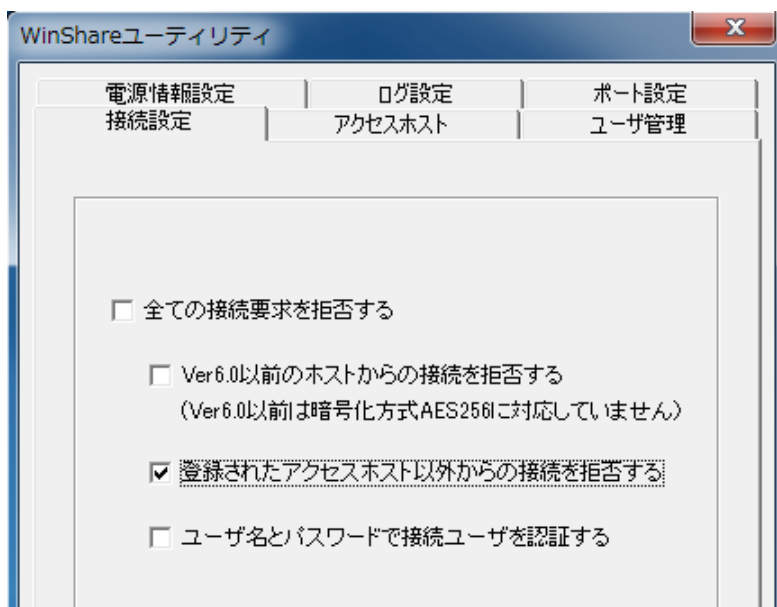 WinShareユーティリティ
電源情報設定
ログ設定
ポート設定
接続設定
アクセスホスト
ユーザ管理
全ての接続要求を拒否する
Ver6.0以前のホストからの接続を拒否する
(Ver6.0以前は暗号化方式AES256に対応していません)
登録されたアクセスホスト以外からの接続を拒否する
ユーザ名とパスワードで接続ユーザを認証する